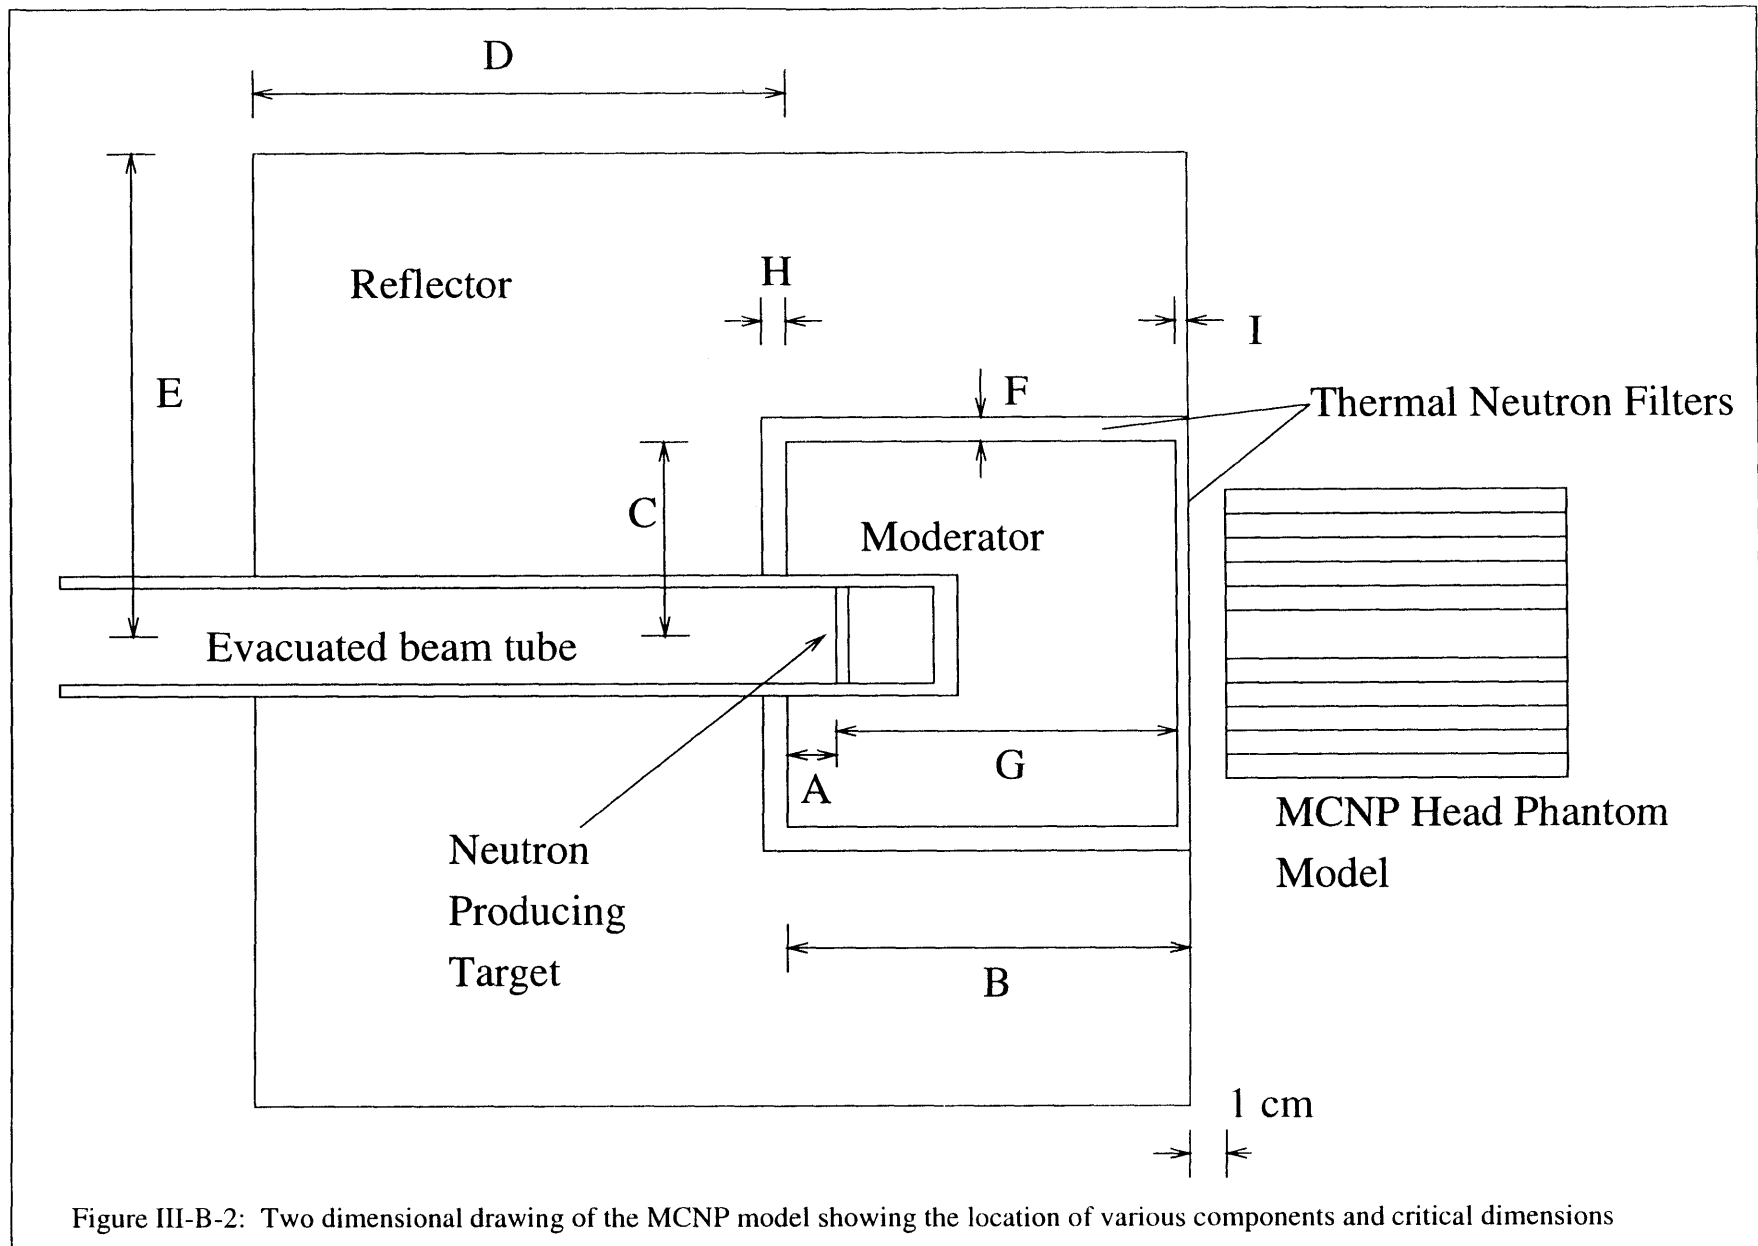 D
Reflector
H
I
E
F
Thermal Neutron Filters
C
Moderator
Evacuated beam tube
G
A
MCNP Head Phantom
Model
Neutron
Producing
Target
B
1 cm
Figure III-B-2: Two dimensional drawing of the MCNP model showing the location of various components and critical dimensions